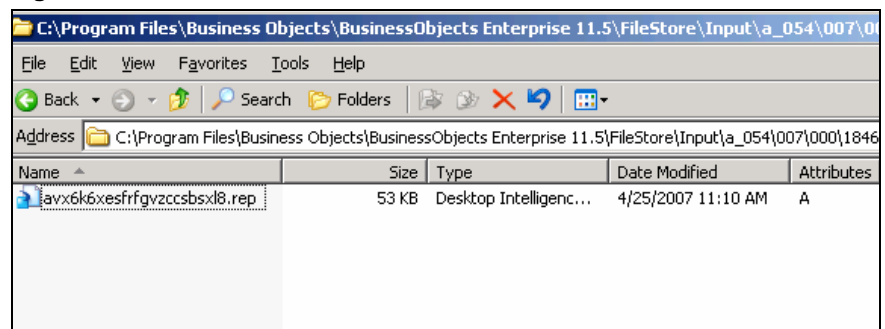 C:\Program Files\Business Objects\BusinessObjects Enterprise 11.5\FileStore\Input\a_054\007\0
File Edit View Favorites Tools Help
Back Search Folders
Address C:\Program Files\Business Objects\BusinessObjects Enterprise 11.5\FileStore\Input\a_054\007\000\1846
Name Size Type Date Modified Attributes
avx6k6xesfrfgvzccsbsxl8.rep 53 KB Desktop Intelligenc... 4/25/2007 11:10 AM A